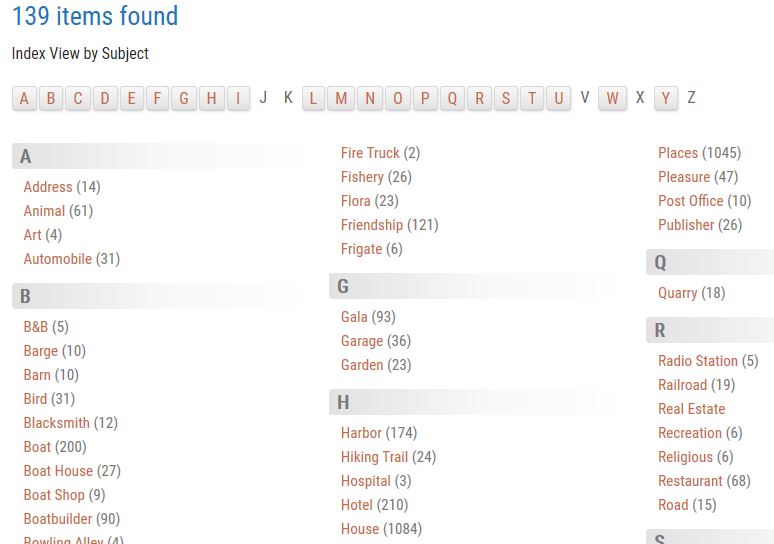 139 items found
Index View by Subject
A B C D E F G H I J K L M N O P Q R S T U V W X Y Z
A
Address (14)
Animal (61)
Art (4)
Automobile (31)
B
B&B (5)
Barge (10)
Barn (10)
Bird (31)
Blacksmith (12)
Boat (200)
Boat House (27)
Boat Shop (9)
Boatbuilder (90)
Bowling Alley (4)
Fire Truck (2)
Fishery (26)
Flora (23)
Friendship (121)
Frigate (6)
G
Gala (93)
Garage (36)
Garden (23)
H
Harbor (174)
Hiking Trail (24)
Hospital (3)
Hotel (210)
House (1084)
Places (1045)
Pleasure (47)
Post Office (10)
Publisher (26)
Q
Quarry (18)
R
Radio Station (5)
Railroad (19)
Real Estate
Recreation (6)
Religious (6)
Restaurant (68)
Road (15)
S